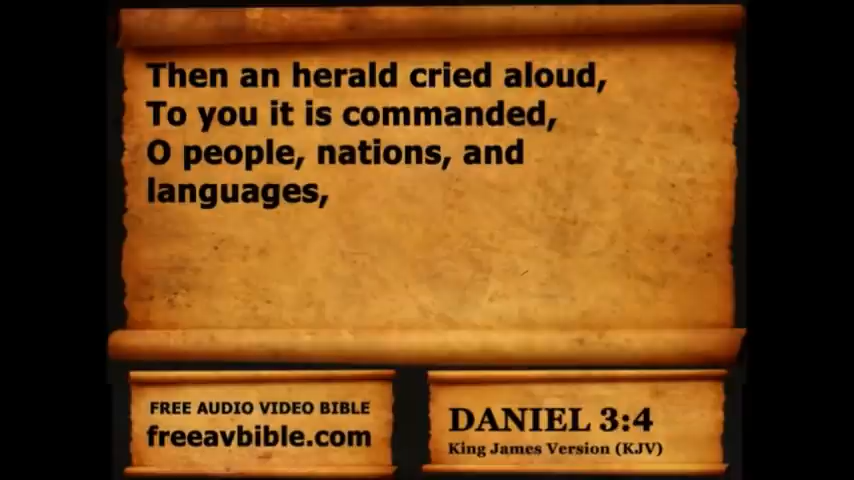 Then an herald cried aloud,
To you it is commanded,
O people, nations, and
languages,
FREE AUDIO VIDEO BIBLE
freeavbible.com
DANIEL 3:4
King James Version (KJV)